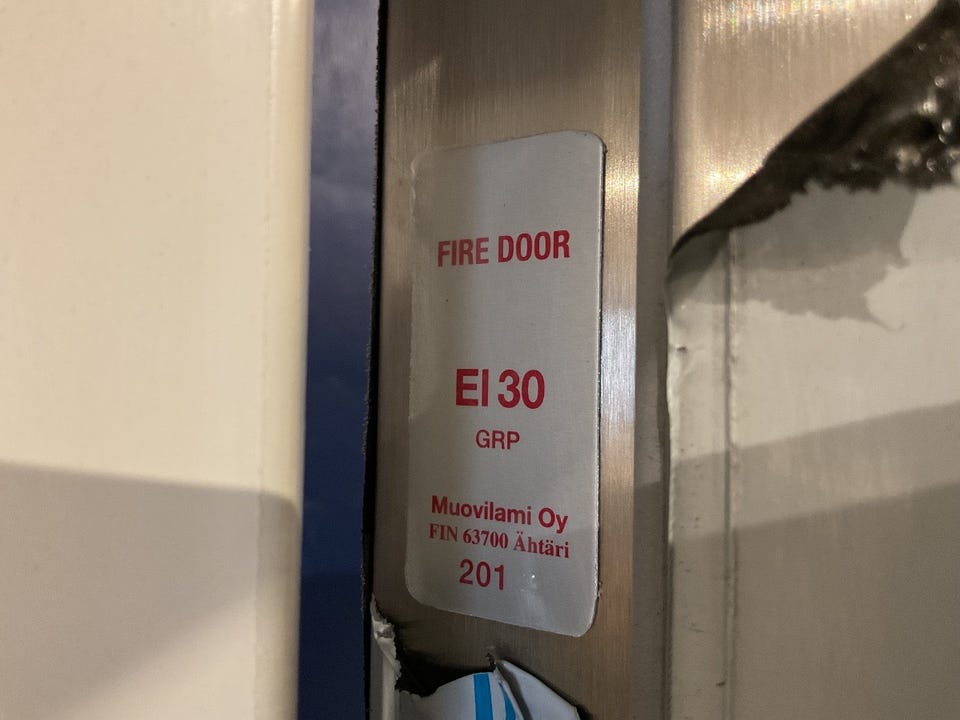 FIRE DOOR
EI 30
GRP
Muovilami Oy
FIN 63700 Ähtäri
201